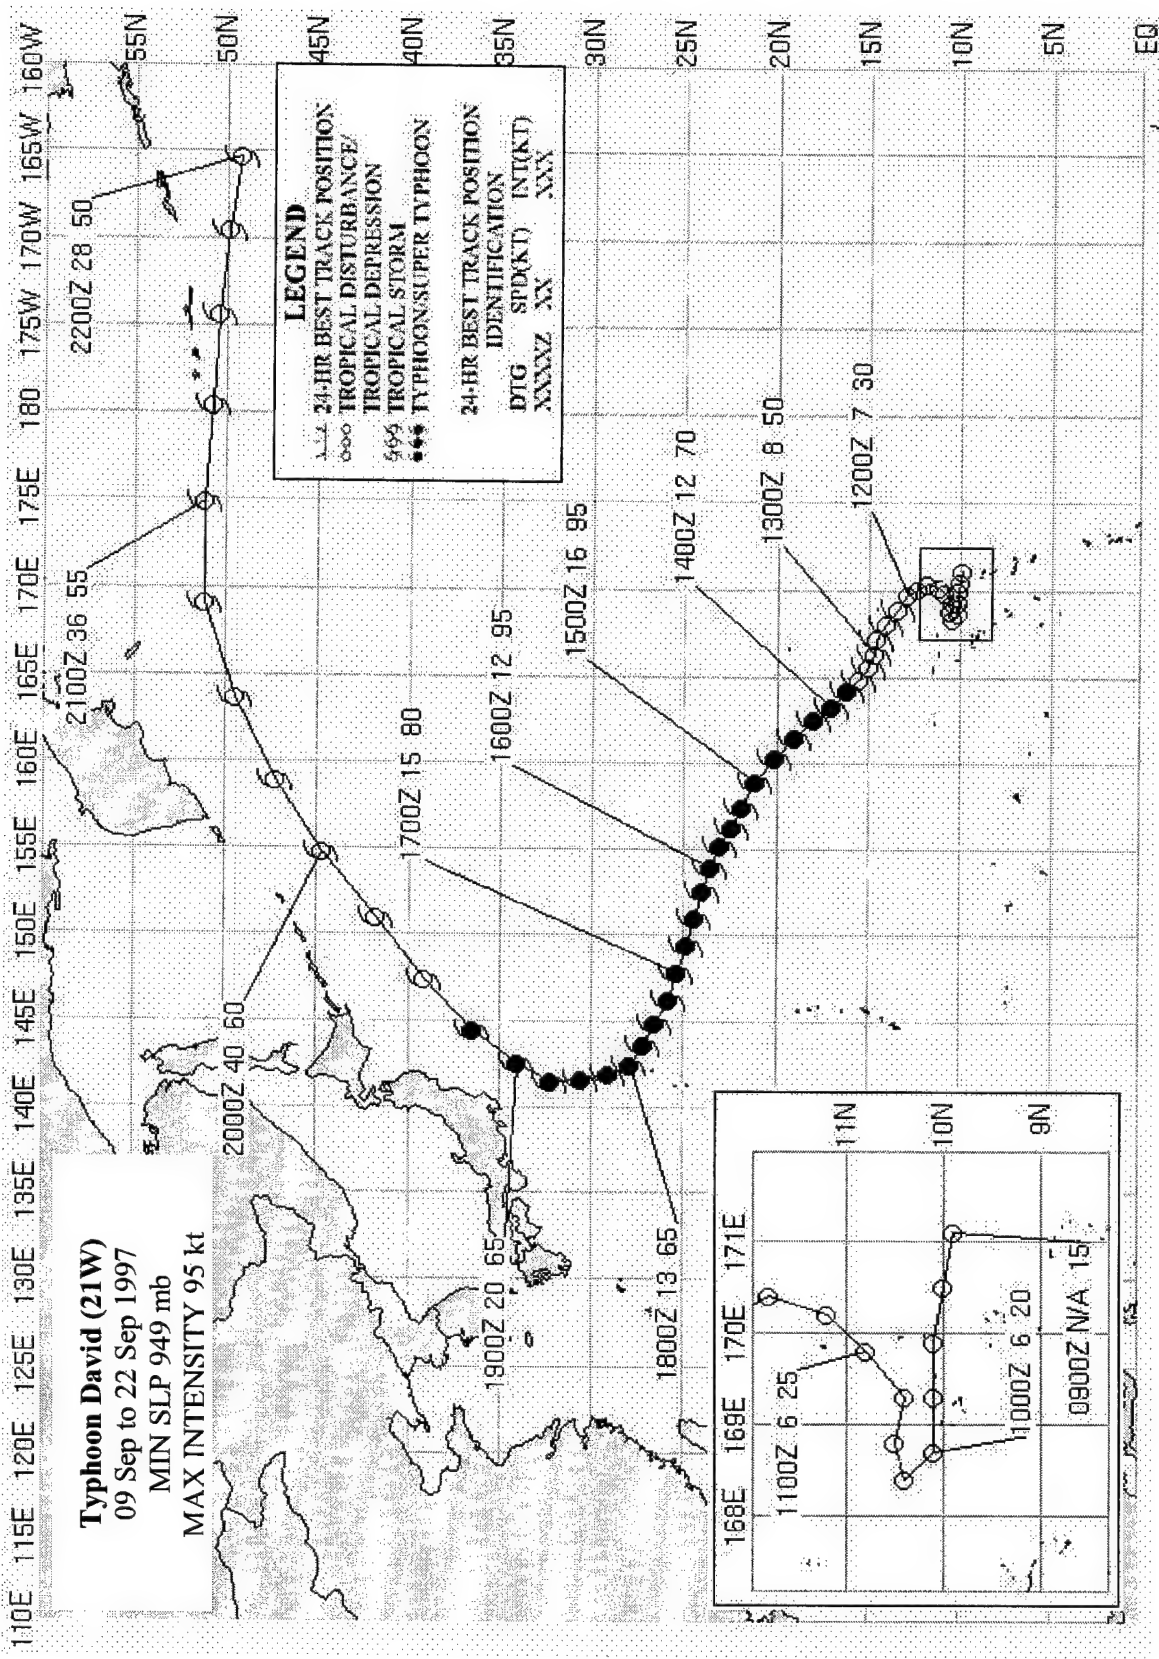 Typhoon David (21W)
09 Sep to 22 Sep 1997
MIN SLP 949 mb
MAX INTENSITY 95 kt
110E 115E 120E 125E 130E 135E 140E 145E 150E 155E 160E 165E 170E 175E 180 175W 170W 165W 160W
55N
50N
45N
40N
35N
30N
25N
20N
15N
10N
5N
EQ
LEGEND
24-HR BEST TRACK POSITION
TROPICAL DISTURBANCE/
TROPICAL DEPRESSION
TROPICAL STORM
TYPHOON/SUPER TYPHOON
24-HR BEST TRACK POSITION
IDENTIFICATION
DTG SPD(KT) INT(KT)
XXXXZ XX XXX
2200Z 28 50
2100Z 36 55
2000Z 40 60
1900Z 20 65
1800Z 13 65
1700Z 15 80
1600Z 12 95
1500Z 16 95
1400Z 12 70
1300Z 8 50
1200Z 7 30
168E 169E 170E 171E
11N
10N
9N
1100Z 6 25
1000Z 6 20
0900Z N/A 15